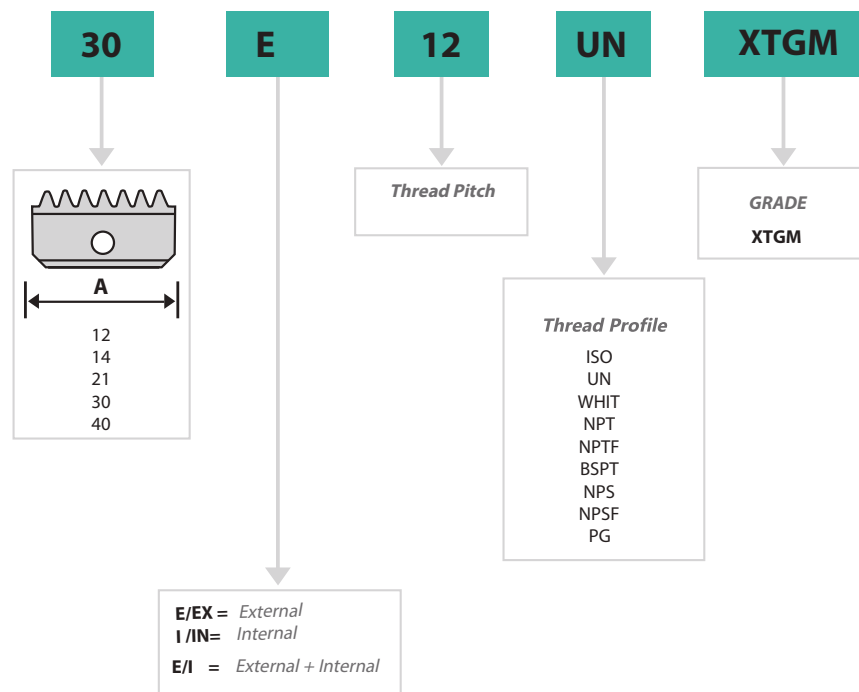 30 E 12 UN XTGM
A
12
14
21
30
40
Thread Pitch
GRADE
XTGM
Thread Profile
ISO
UN
WHIT
NPT
NPTF
BSPT
NPS
NPSF
PG
E/EX = External
I /IN= Internal
E/I = External + Internal